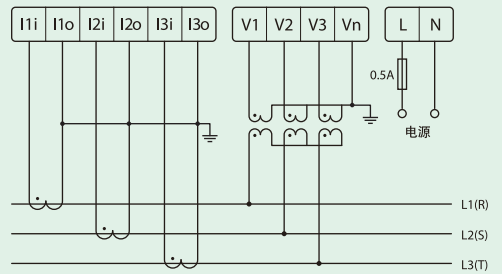 I1i I1o I2i I2o I3i I3o V1 V2 V3 Vn L N
0.5A
电源
L1(R)
L2(S)
L3(T)